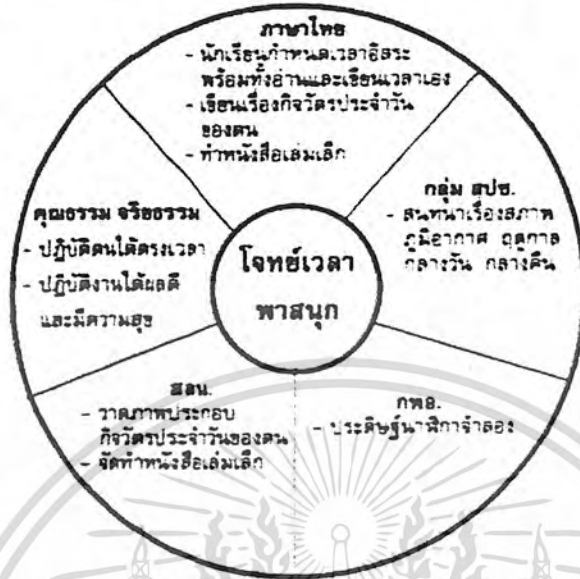 ภาษาไทย
- นักเรียนกำหนดเวลาอิสระ
พร้อมทั้งอ่านและเขียนเวลาเอง
- เขียนเรื่องกิจวัตรประจำวัน
ของตน
- ทำหนังสือเล่มเล็ก
กลุ่ม สปช.
- สนทนาเรื่องสภาพ
ภูมิอากาศ ฤดูกาล
กลางวัน กลางคืน
คุณธรรม จริยธรรม
- ปฏิบัติตนได้ตรงเวลา
- ปฏิบัติงานได้ผลดี
และมีความสุข
โจทย์เวลา
พาสนุก
สลน.
- วาดภาพประกอบ
กิจวัตรประจำวันของตน
- จัดทำหนังสือเล่มเล็ก
กพอ.
- ประดิษฐ์นาฬิกาจำลอง